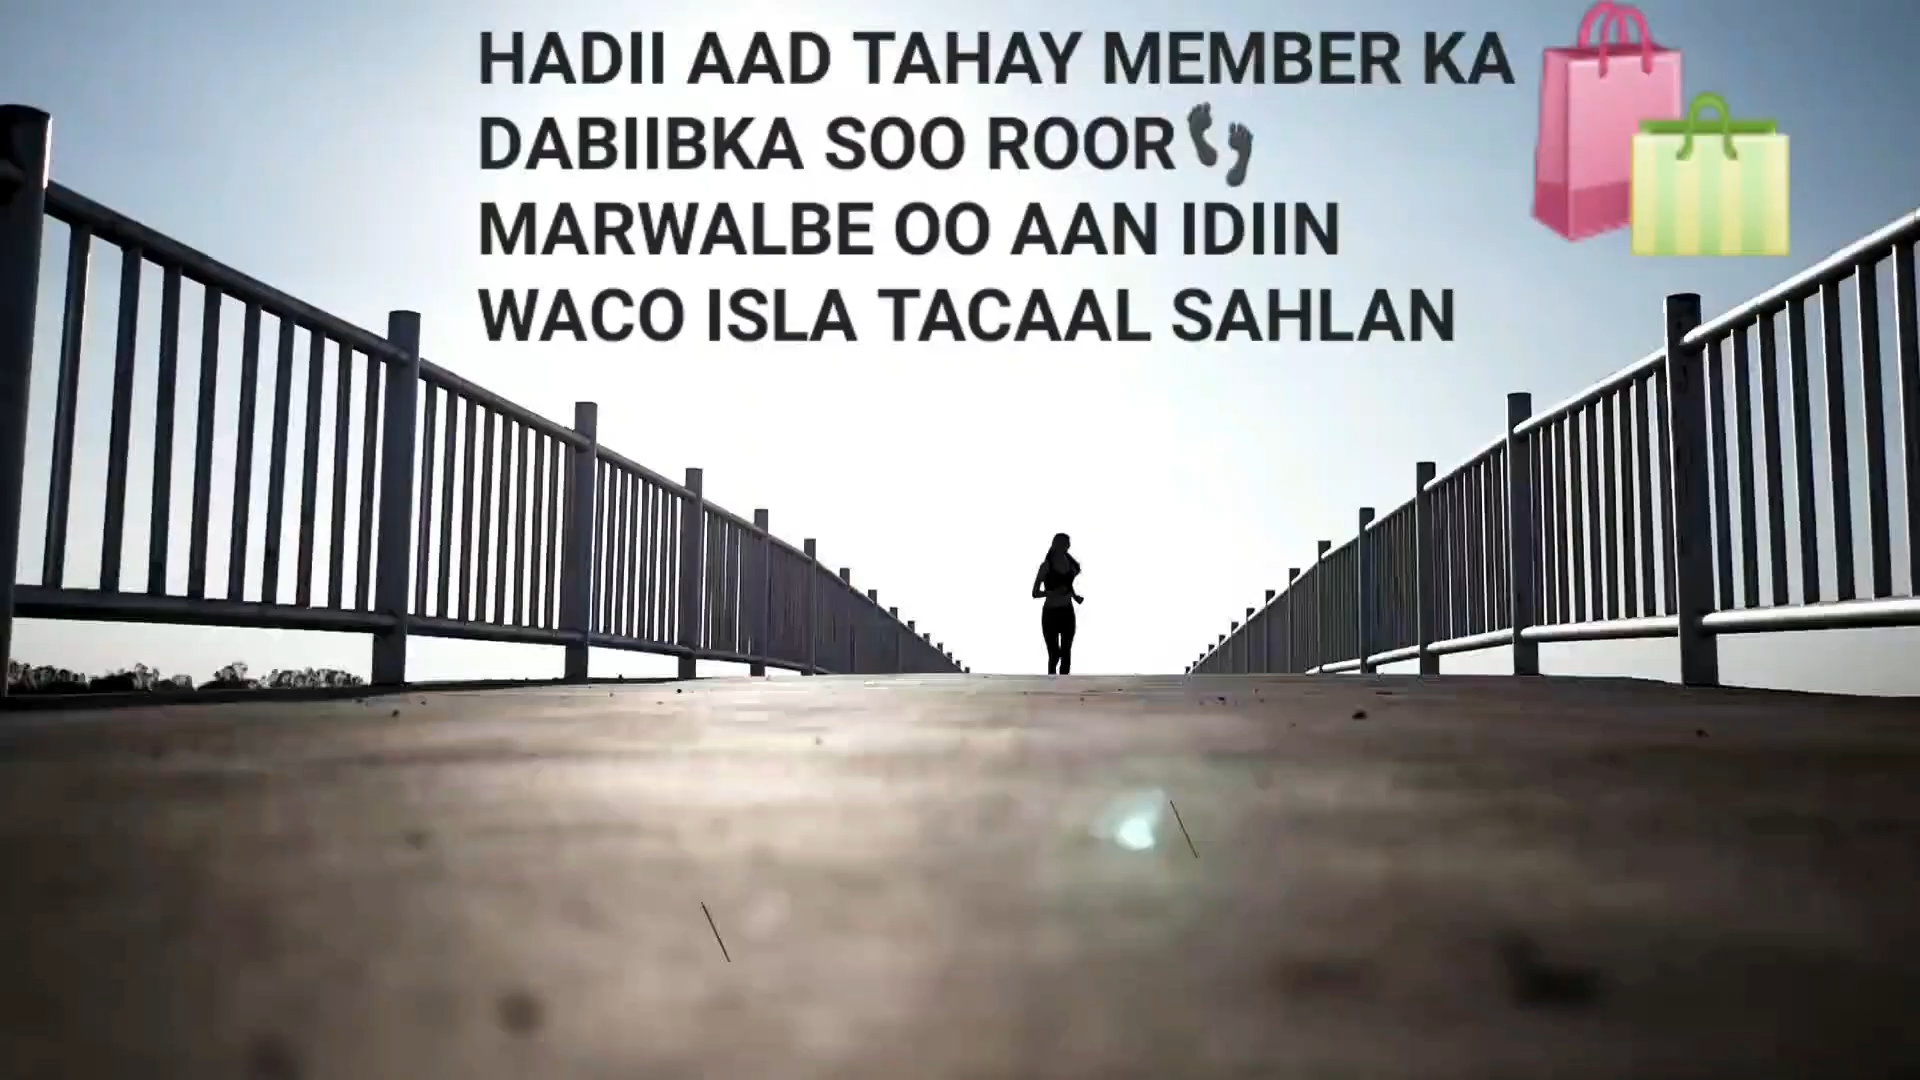 HADII AAD TAHAY MEMBER KA
DABIIBKA SOO ROOR👣
MARWALBE OO AAN IDIIN
WACO ISLA TACAAL SAHLAN